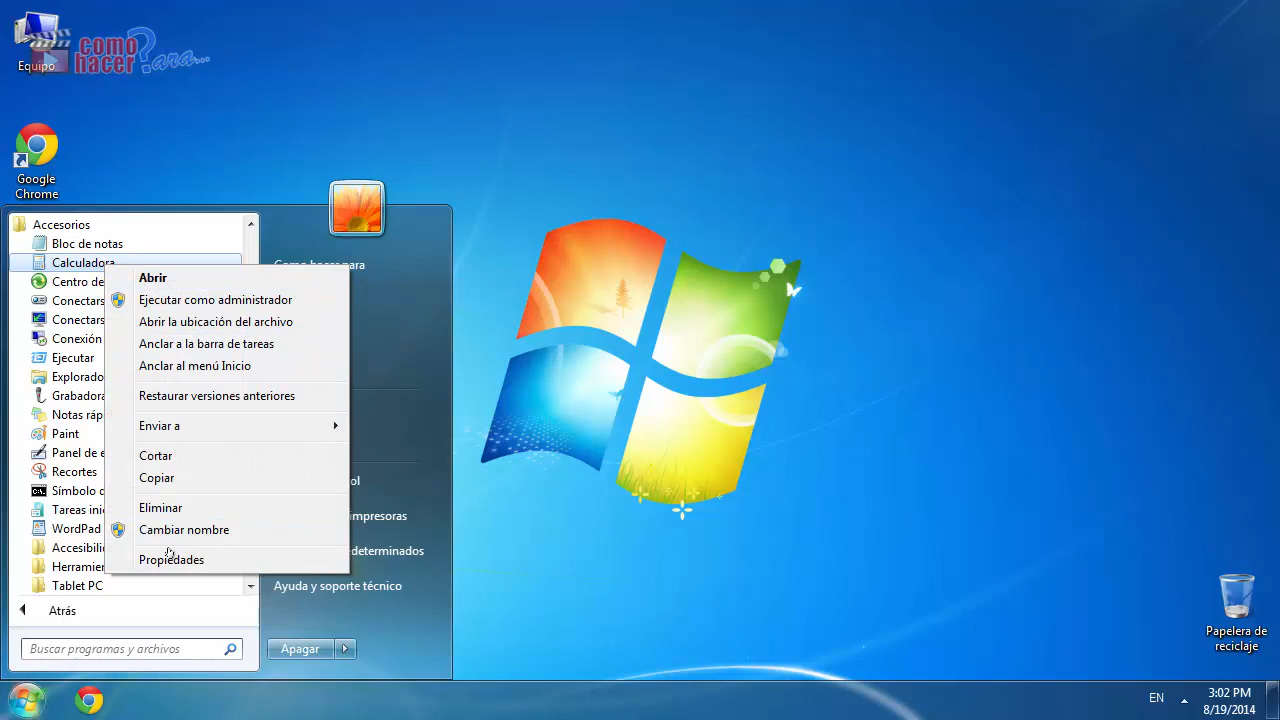 como
hacer
?ara...
Equipo
Google
Chrome
Accesorios
Bloc de notas
Calculadora
Centro de
Conectars
Conectars
Conexión
Ejecutar
Explorado
Grabadora
Notas ráp
Paint
Panel de e
Recortes
Símbolo d
Tareas ini
WordPad
Accesibili
Herramie
Tablet PC
Atrás
Buscar programas y archivos
Abrir
Ejecutar como administrador
Abrir la ubicación del archivo
Anclar a la barra de tareas
Anclar al menú Inicio
Restaurar versiones anteriores
Enviar a
Cortar
Copiar
Eliminar
Cambiar nombre
Propiedades
Como hacer para
ol
impresoras
determinados
Ayuda y soporte técnico
Apagar
Papelera de
reciclaje
EN
3:02 PM
8/19/2014